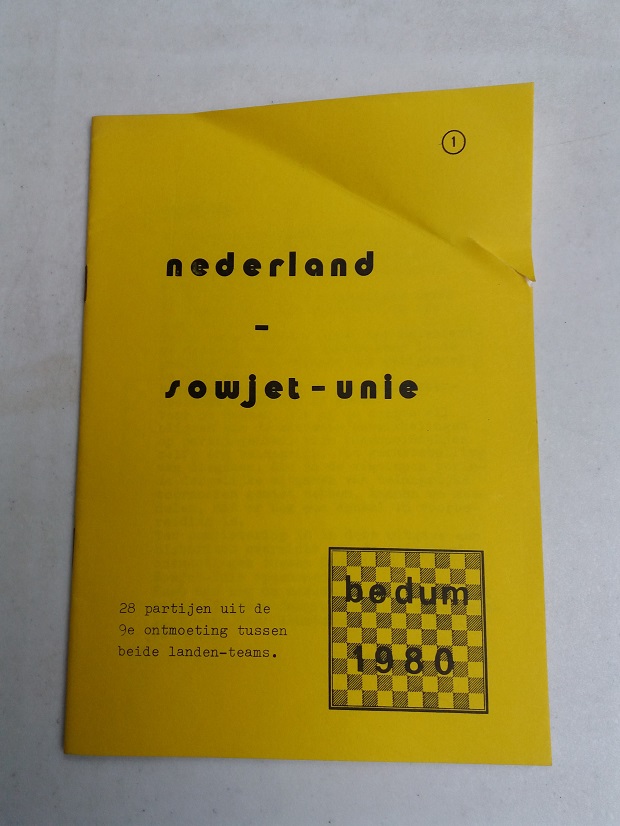 1
nederland
-
sowjet-unie
bedum
1980
28 partijen uit de
9e ontmoeting tussen
beide landen-teams.